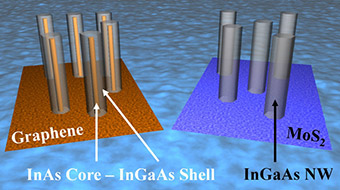 Graphene
MoS₂
InAs Core – InGaAs Shell
InGaAs NW